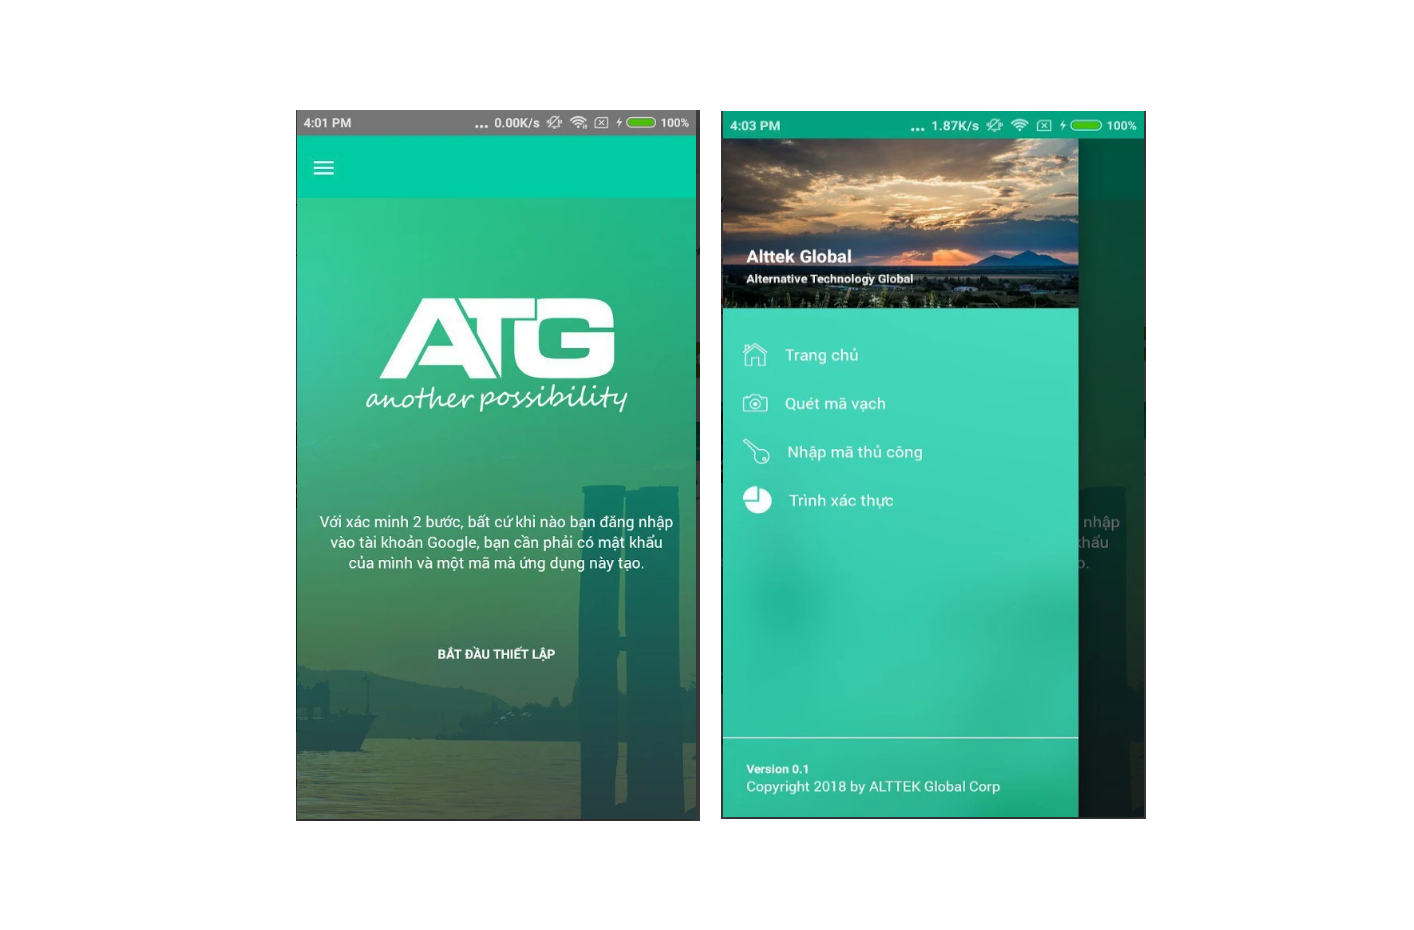 4:01 PM
... 0.00K/s
100%
ATG
another possibility
Với xác minh 2 bước, bất cứ khi nào bạn đăng nhập
vào tài khoản Google, bạn cần phải có mật khẩu
của mình và một mã mà ứng dụng này tạo.
BẮT ĐẦU THIẾT LẬP
4:03 PM
... 1.87K/s
100%
Alttek Global
Alternative Technology Global
Trang chủ
Quét mã vạch
Nhập mã thủ công
Trình xác thực
nhập
khẩu
o.
Version 0.1
Copyright 2018 by ALTTEK Global Corp